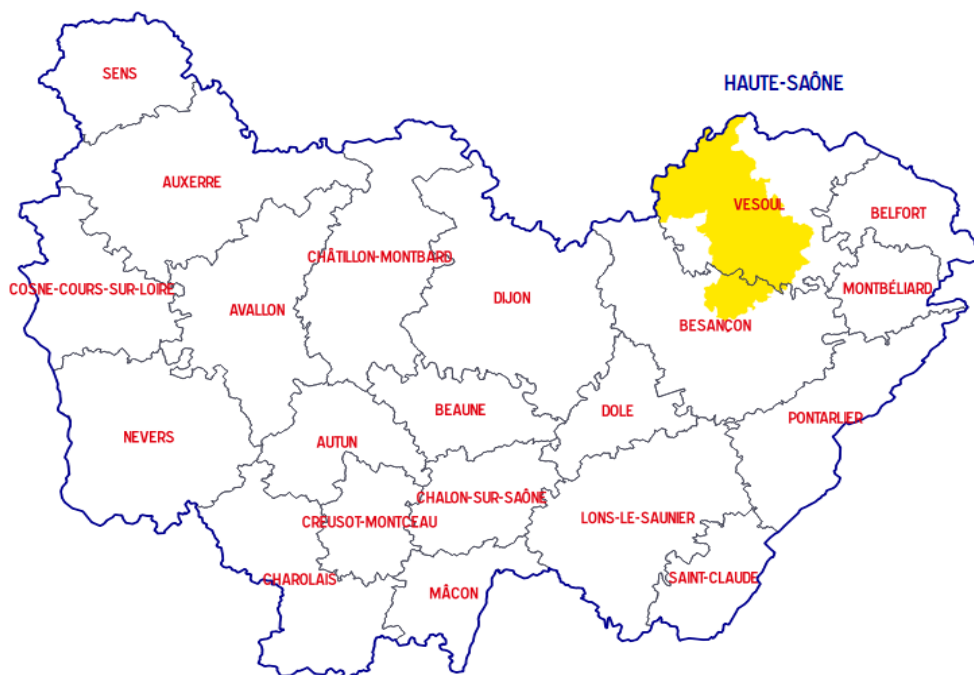 SENS
HAUTE-SAÔNE
AUXERRE
VESOUL
BELFORT
CHÂTILLON-MONTBARD
COSNE-COURS-SUR-LOIRE
MONTBÉLIARD
DIJON
AVALLON
BESANÇON
BEAUNE
DOLE
PONTARLIER
NEVERS
AUTUN
CHALON-SUR-SAÔNE
CREUSOT-MONTCEAU
LONS-LE-SAUNIER
CHAROLAIS
SAINT-CLAUDE
MÂCON